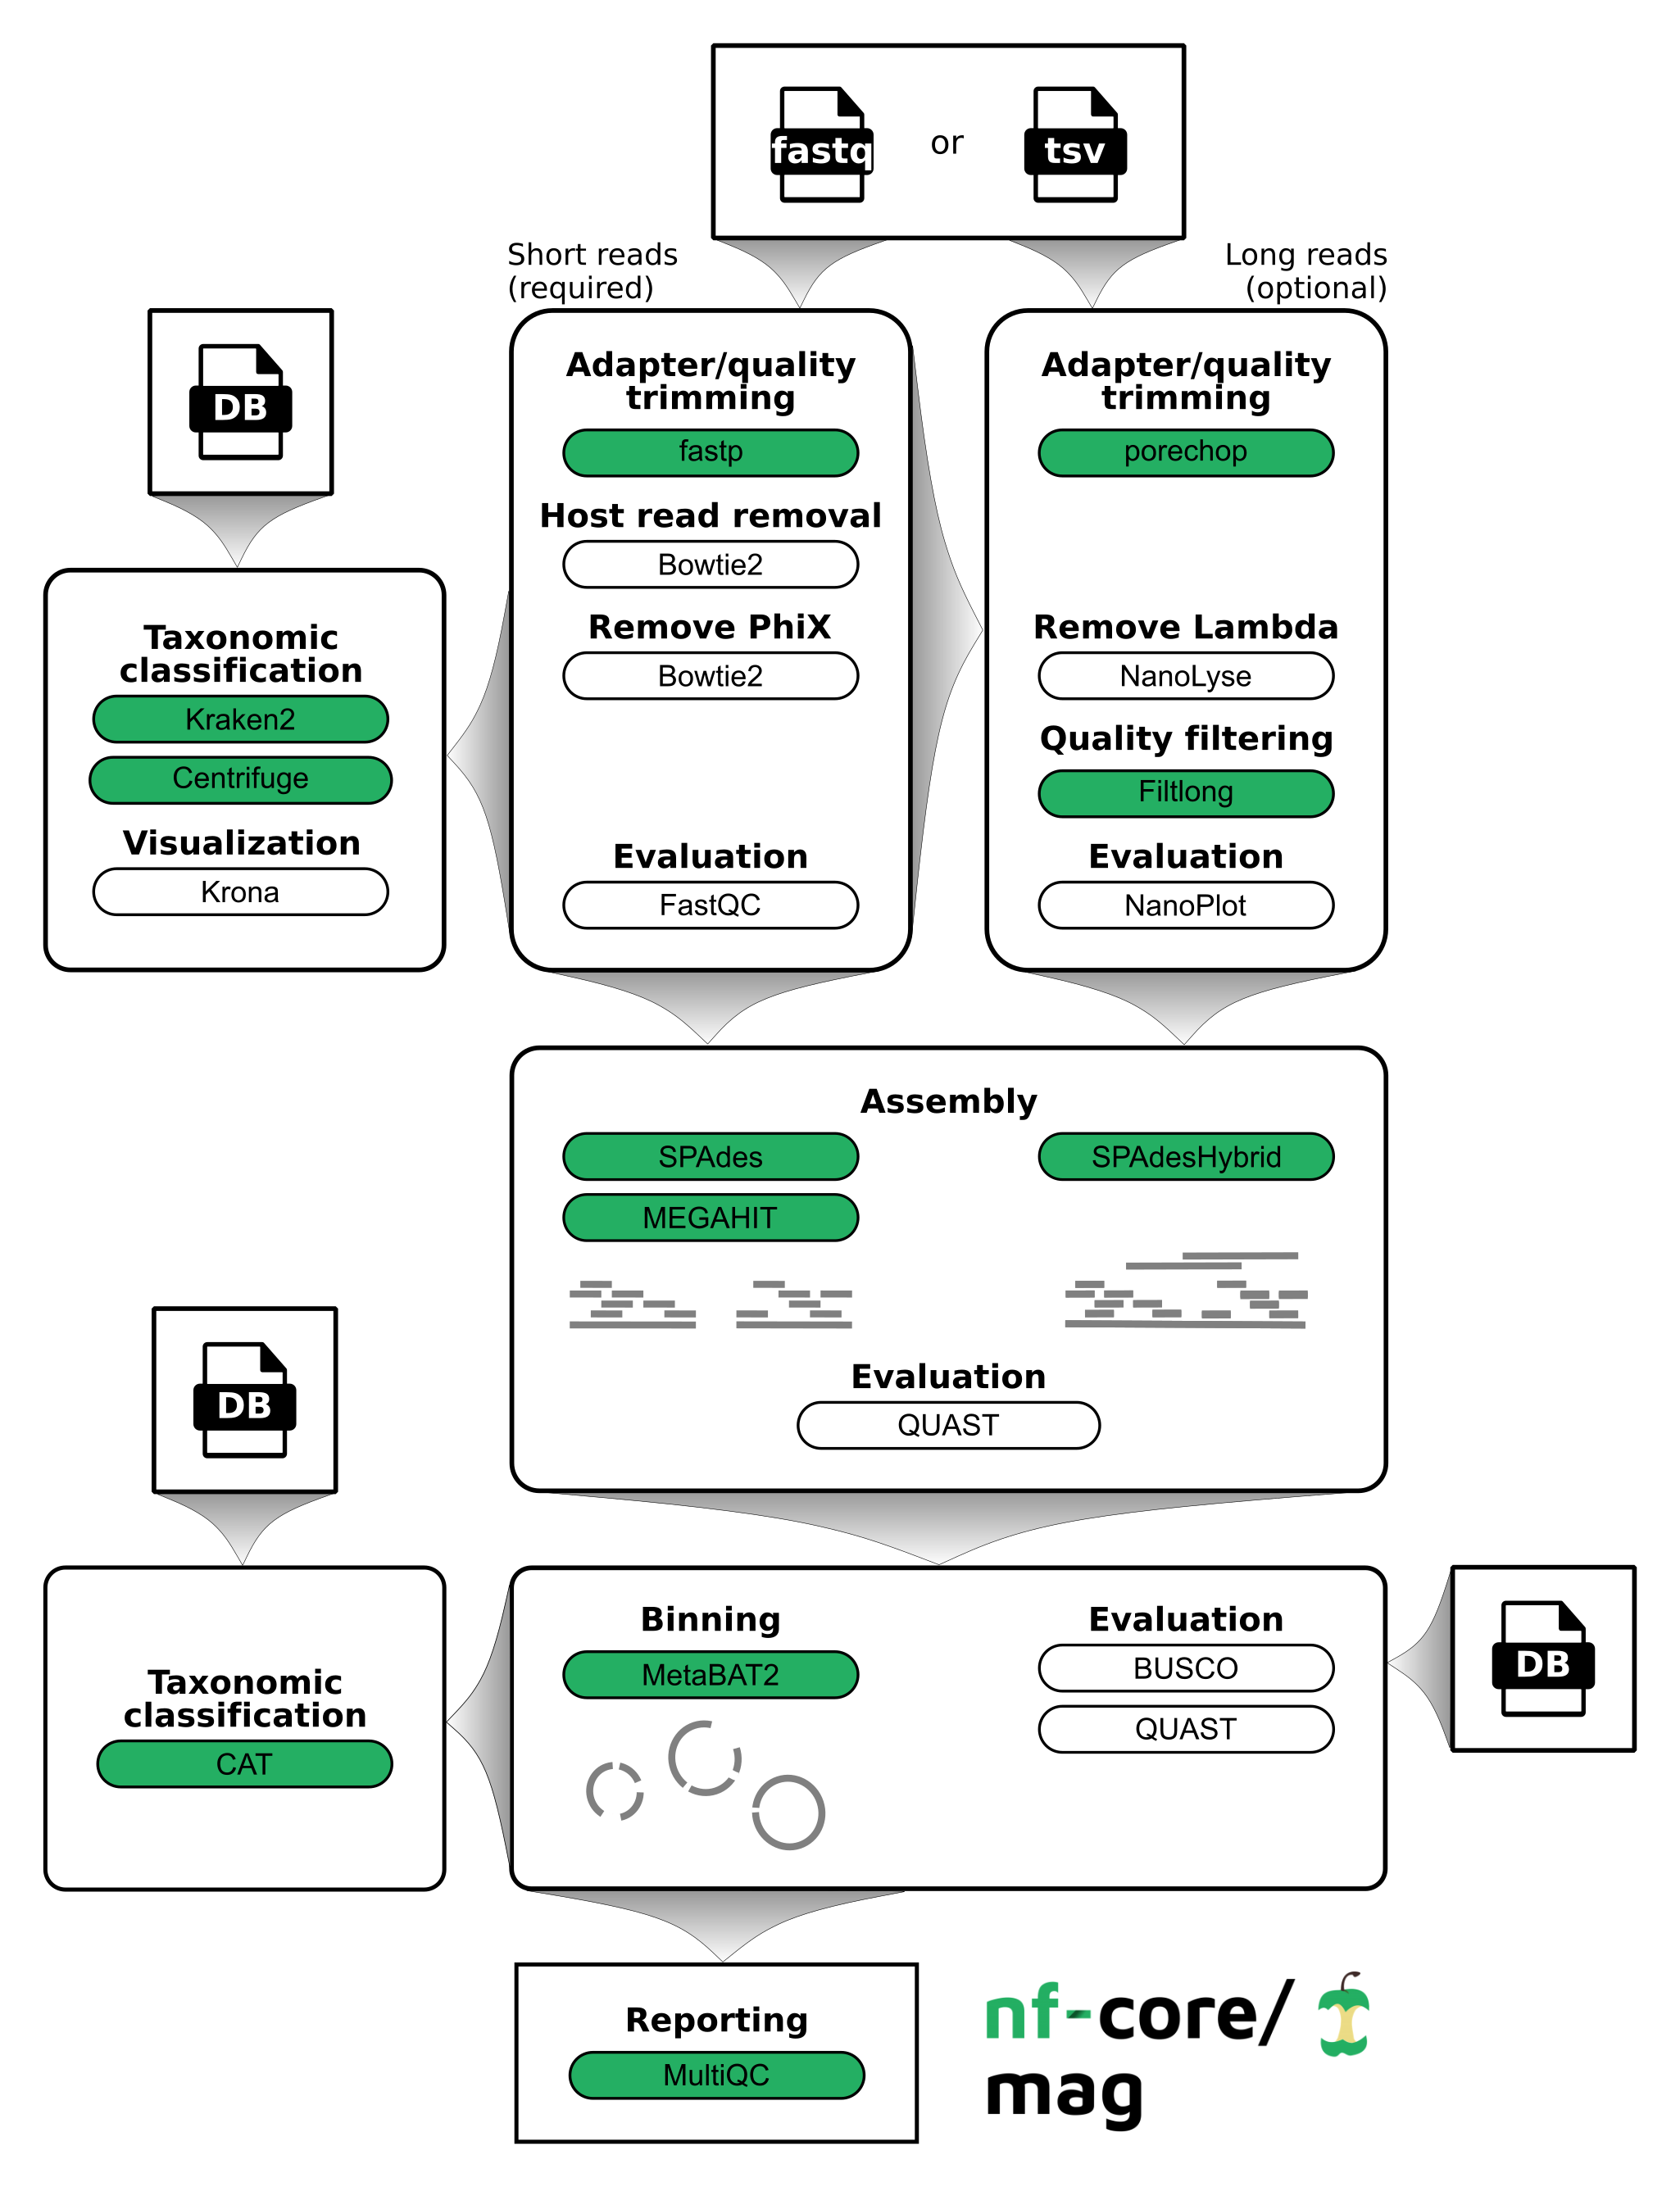 fastq
or
tsv
Short reads
(required)
Long reads
(optional)
DB
Taxonomic
classification
Kraken2
Centrifuge
Visualization
Krona
Adapter/quality
trimming
fastp
Host read removal
Bowtie2
Remove PhiX
Bowtie2
Evaluation
FastQC
Adapter/quality
trimming
porechop
Remove Lambda
NanoLyse
Quality filtering
Filtlong
Evaluation
NanoPlot
Assembly
SPAdes
SPAdesHybrid
MEGAHIT
Evaluation
QUAST
DB
Taxonomic
classification
CAT
Binning
MetaBAT2
Evaluation
BUSCO
QUAST
DB
Reporting
MultiQC
nf-core/
mag